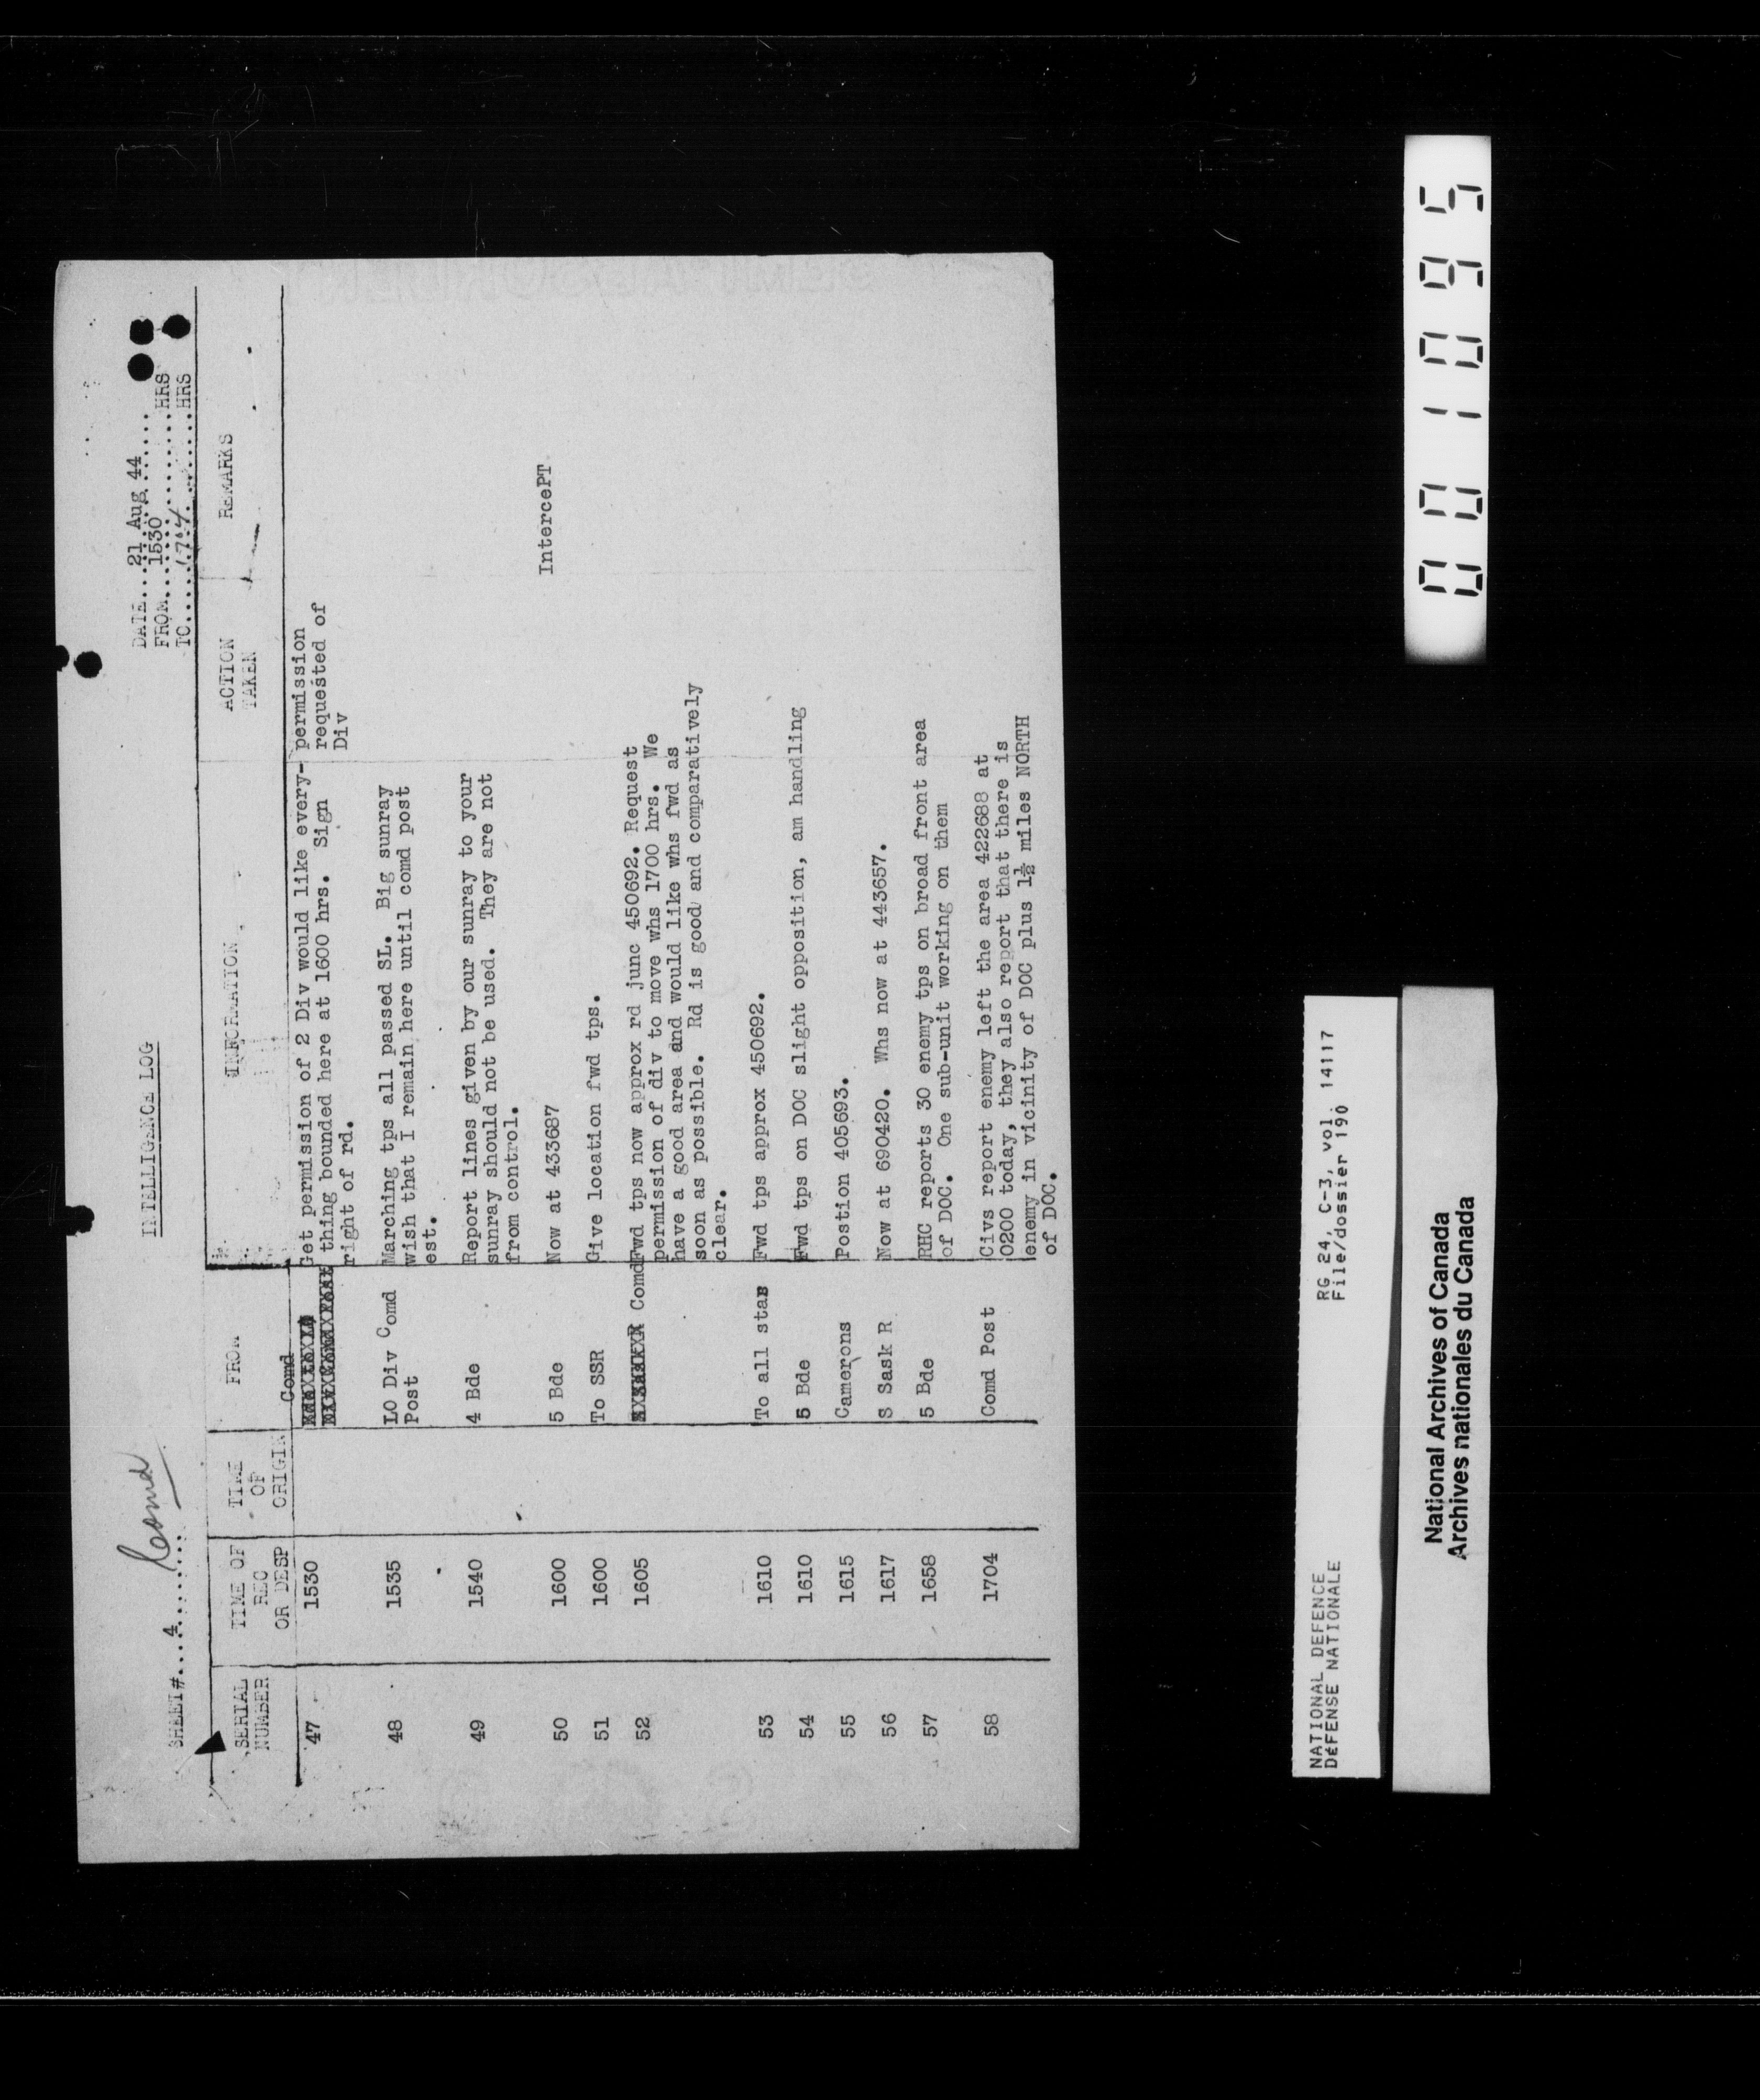 SHEET#...4........ Comd
INTELLIGENCE LOG
DATE...21 Aug 44......
FROM....1530..........HRS
TO.....1704..........HRS
SERIAL NUMBER TIME OF REC OR DESP TIME OF ORIGIN FROM INFORMATION ACTION TAKEN REMARKS
47 1530 Comd Get permission of 2 Div would like every- permission
thing bounded here at 1600 hrs. Sign requested of
right of rd. Div
48 1535 LO Div Comd Marching tps all passed SL. Big sunray
Post wish that I remain here until comd post
est.
49 1540 4 Bde Report lines given by our sunray to your
sunray should not be used. They are not
from control.
50 1600 5 Bde Now at 433687 IntercePT
51 1600 To SSR Give location fwd tps.
52 1605 Comd Fwd tps now approx rd junc 450692. Request
permission of div to move whs 1700 hrs. We
have a good area and would like whs fwd as
soon as possible. Rd is good and comparatively
clear.
53 1610 To all stas Fwd tps approx 450692.
54 1610 5 Bde Fwd tps on DOC slight opposition, am handling
55 1615 Camerons Postion 405693.
56 1617 S Sask R Now at 690420. Whs now at 443657.
57 1658 5 Bde RHC reports 30 enemy tps on broad front area
of DOC. One sub-unit working on them
58 1704 Comd Post Civs report enemy left the area 422688 at
0200 today, they also report that there is
enemy in vicinity of DOC plus 1½ miles NORTH
of DOC.
001095
NATIONAL DEFENCE RG 24, C-3, vol. 14117
DÉFENSE NATIONALE File/dossier 190
National Archives of Canada
Archives nationales du Canada